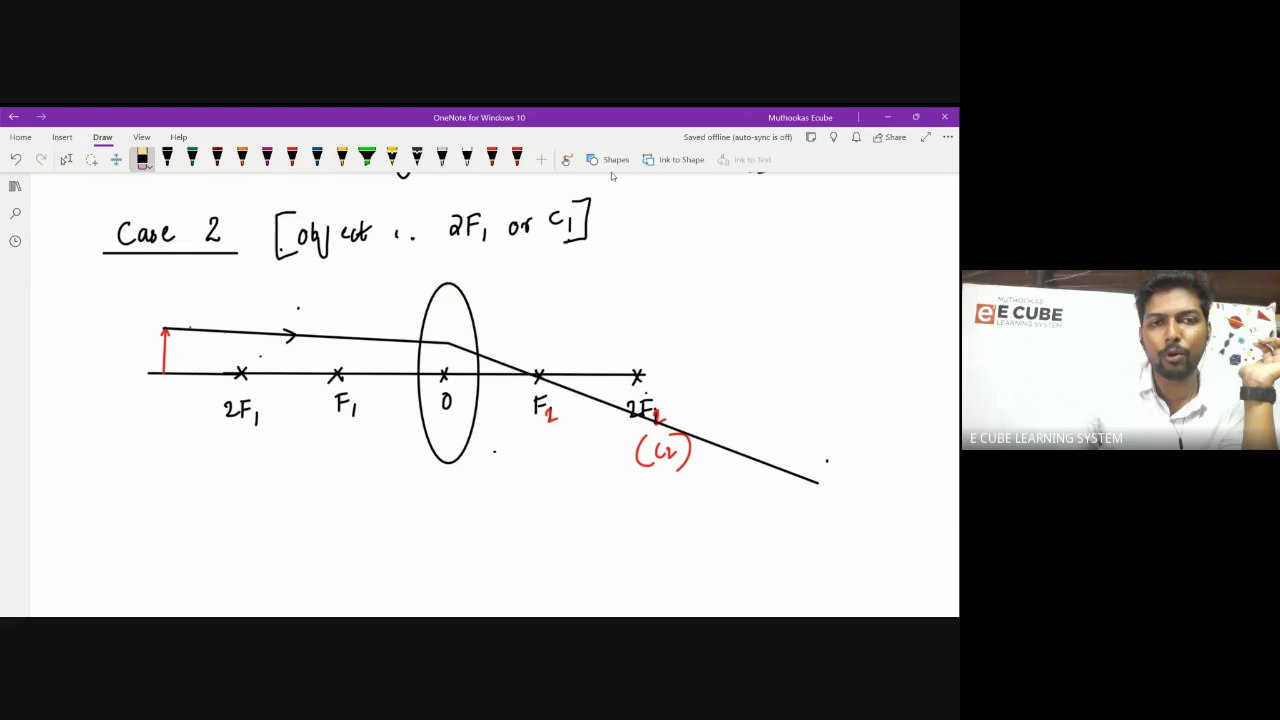 OneNote for Windows 10
Muthookas Ecube
Home Insert Draw View Help
Saved offline (auto-sync is off)
Share
Shapes
Ink to Shape
Ink to Text
Case 2 [object 2F1 or C1]
2F1 F1 O F2 2F2
(C2)
MUTHOOKAS
e E CUBE
LEARNING SYSTEM
E CUBE LEARNING SYSTEM